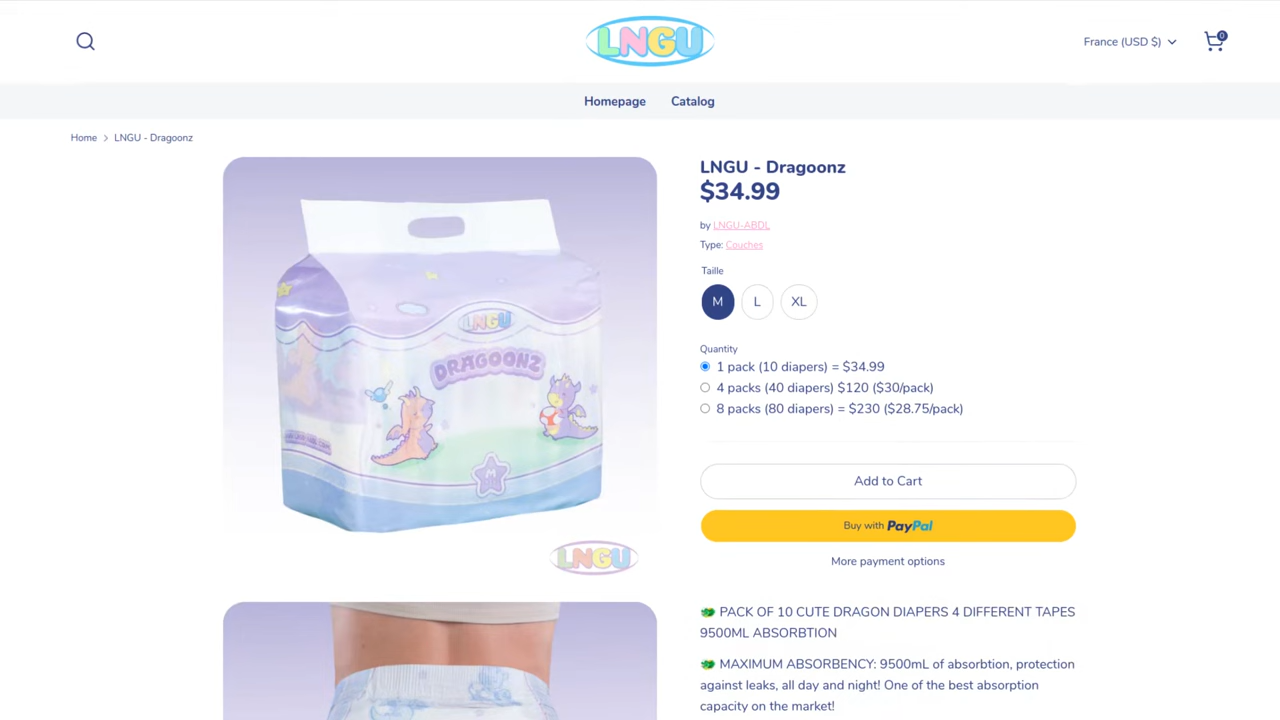 LNGU
France (USD $)
0
Homepage
Catalog
Home
LNGU - Dragoonz
LNGU - Dragoonz
$34.99
by LNGU-ABDL
Type: Couches
Taille
M
L
XL
Quantity
1 pack (10 diapers) = $34.99
4 packs (40 diapers) $120 ($30/pack)
8 packs (80 diapers) = $230 ($28.75/pack)
Add to Cart
Buy with PayPal
More payment options
LNGU
DRAGOONZ
M
LNGU
PACK OF 10 CUTE DRAGON DIAPERS 4 DIFFERENT TAPES
9500ML ABSORBTION
MAXIMUM ABSORBENCY: 9500mL of absorbtion, protection
against leaks, all day and night! One of the best absorption
capacity on the market!